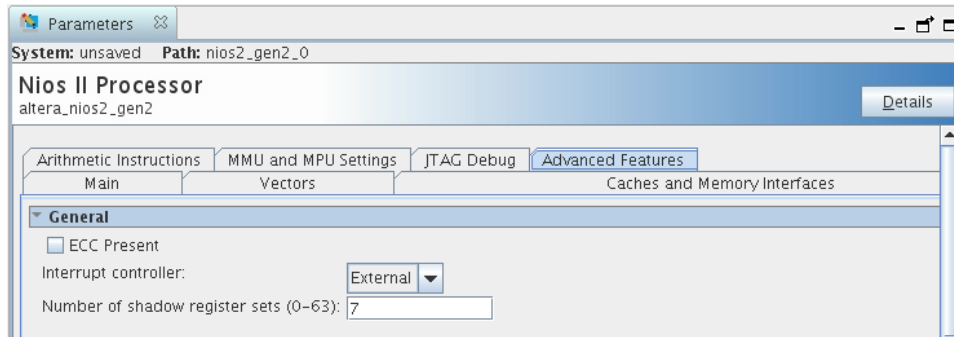 Parameters
System: unsaved Path: nios2_gen2_0
Nios II Processor
altera_nios2_gen2
Details
Arithmetic Instructions MMU and MPU Settings JTAG Debug Advanced Features
Main Vectors Caches and Memory Interfaces
General
ECC Present
Interrupt controller: External
Number of shadow register sets (0-63): 7